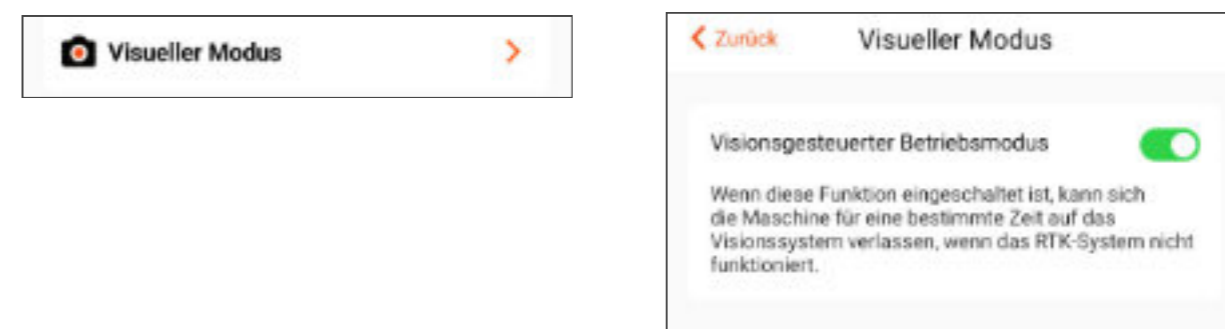 Visueller Modus
Zurück
Visueller Modus
Visionsgesteuerter Betriebsmodus
Wenn diese Funktion eingeschaltet ist, kann sich
die Maschine für eine bestimmte Zeit auf das
Visionssystem verlassen, wenn das RTK-System nicht
funktioniert.